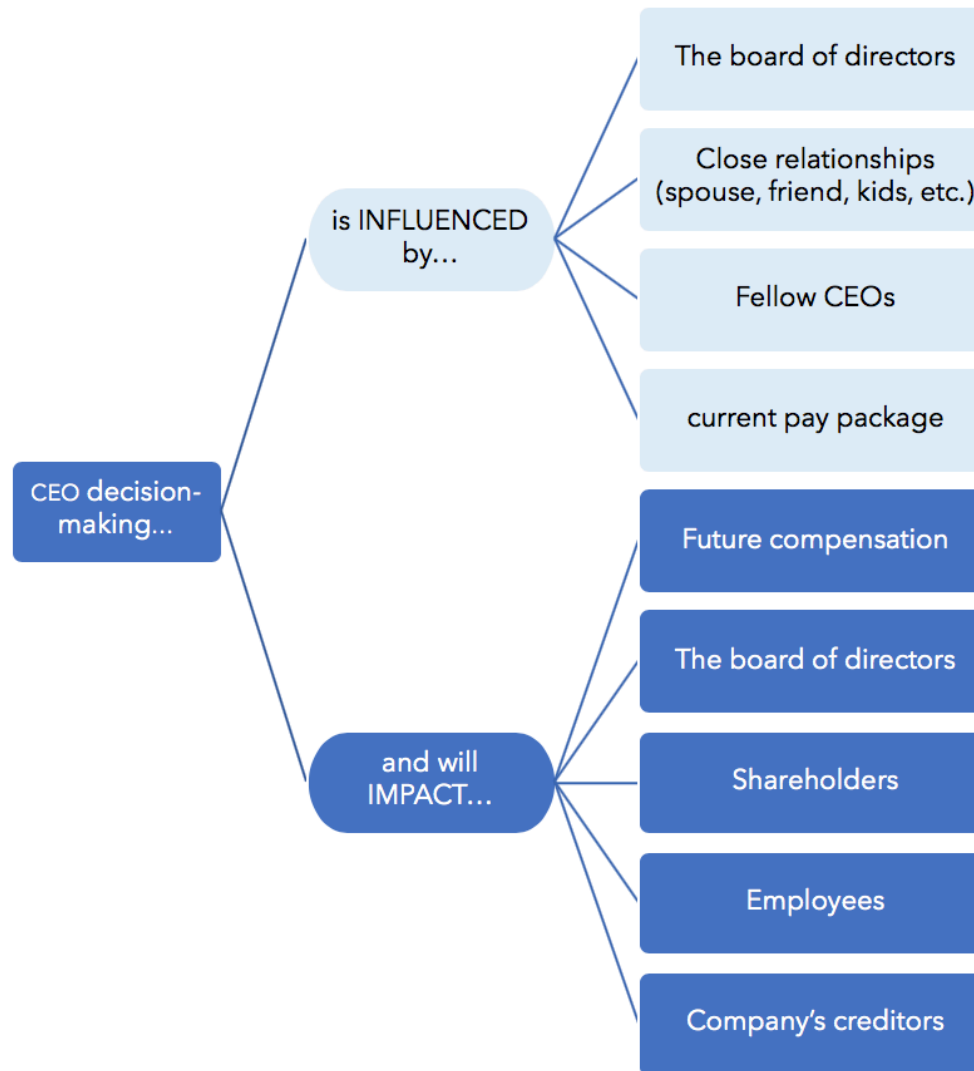 CEO decision-
making...
is INFLUENCED
by…
The board of directors
Close relationships
(spouse, friend, kids, etc.)
Fellow CEOs
current pay package
and will
IMPACT…
Future compensation
The board of directors
Shareholders
Employees
Company’s creditors